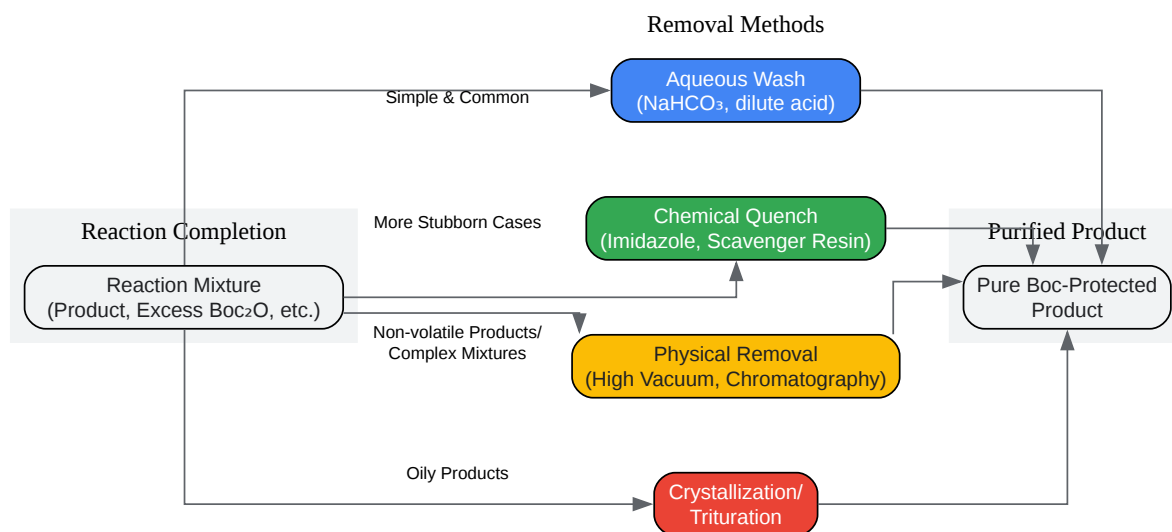 Removal Methods
Aqueous Wash
(NaHCO₃, dilute acid)
Simple & Common
More Stubborn Cases
Chemical Quench
(Imidazole, Scavenger Resin)
Reaction Completion
Purified Product
Reaction Mixture
(Product, Excess Boc₂O, etc.)
Pure Boc-Protected
Product
Non-volatile Products/
Complex Mixtures
Physical Removal
(High Vacuum, Chromatography)
Oily Products
Crystallization/
Trituration